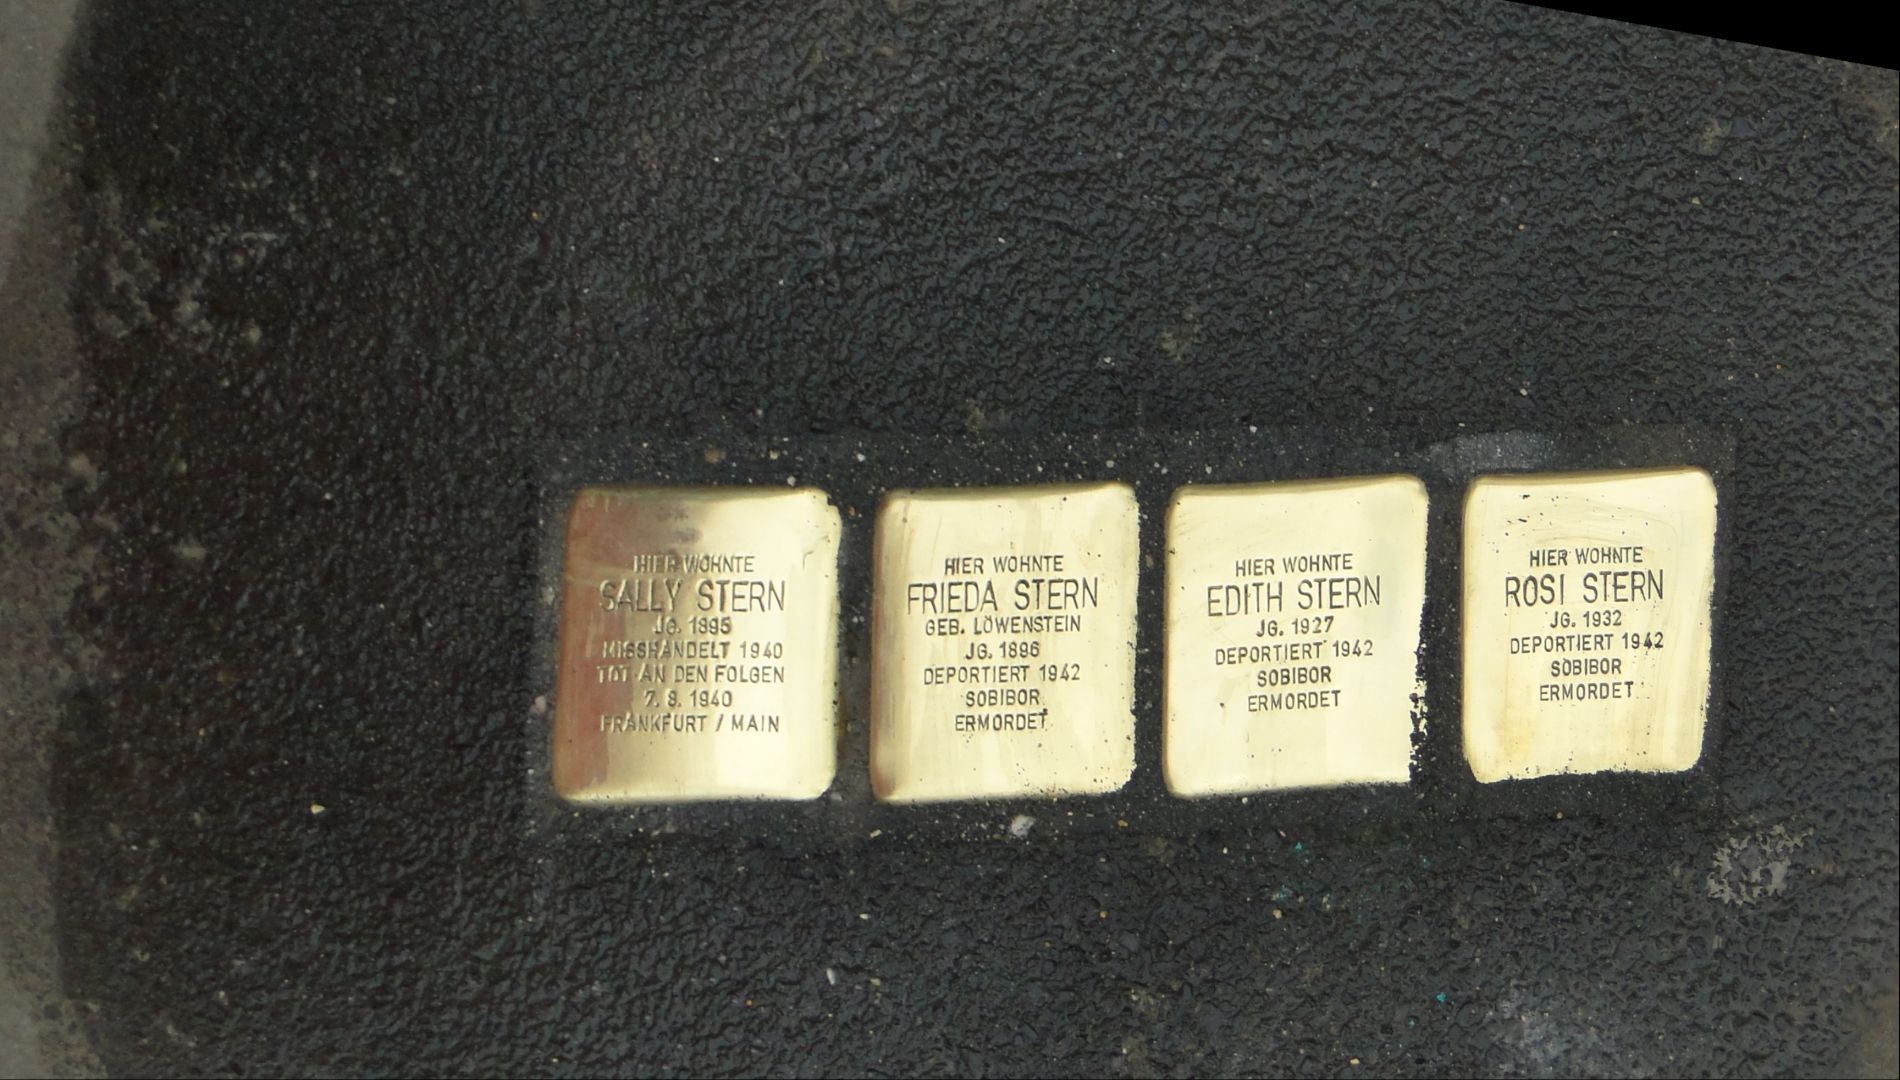 HIER WOHNTE
SALLY STERN
JG. 1895
MISSHANDELT 1940
TOT AN DEN FOLGEN
7. 8. 1940
FRANKFURT / MAIN
HIER WOHNTE
FRIEDA STERN
GEB. LÖWENSTEIN
JG. 1896
DEPORTIERT 1942
SOBIBOR
ERMORDET
HIER WOHNTE
EDITH STERN
JG. 1927
DEPORTIERT 1942
SOBIBOR
ERMORDET
HIER WOHNTE
ROSI STERN
JG. 1932
DEPORTIERT 1942
SOBIBOR
ERMORDET